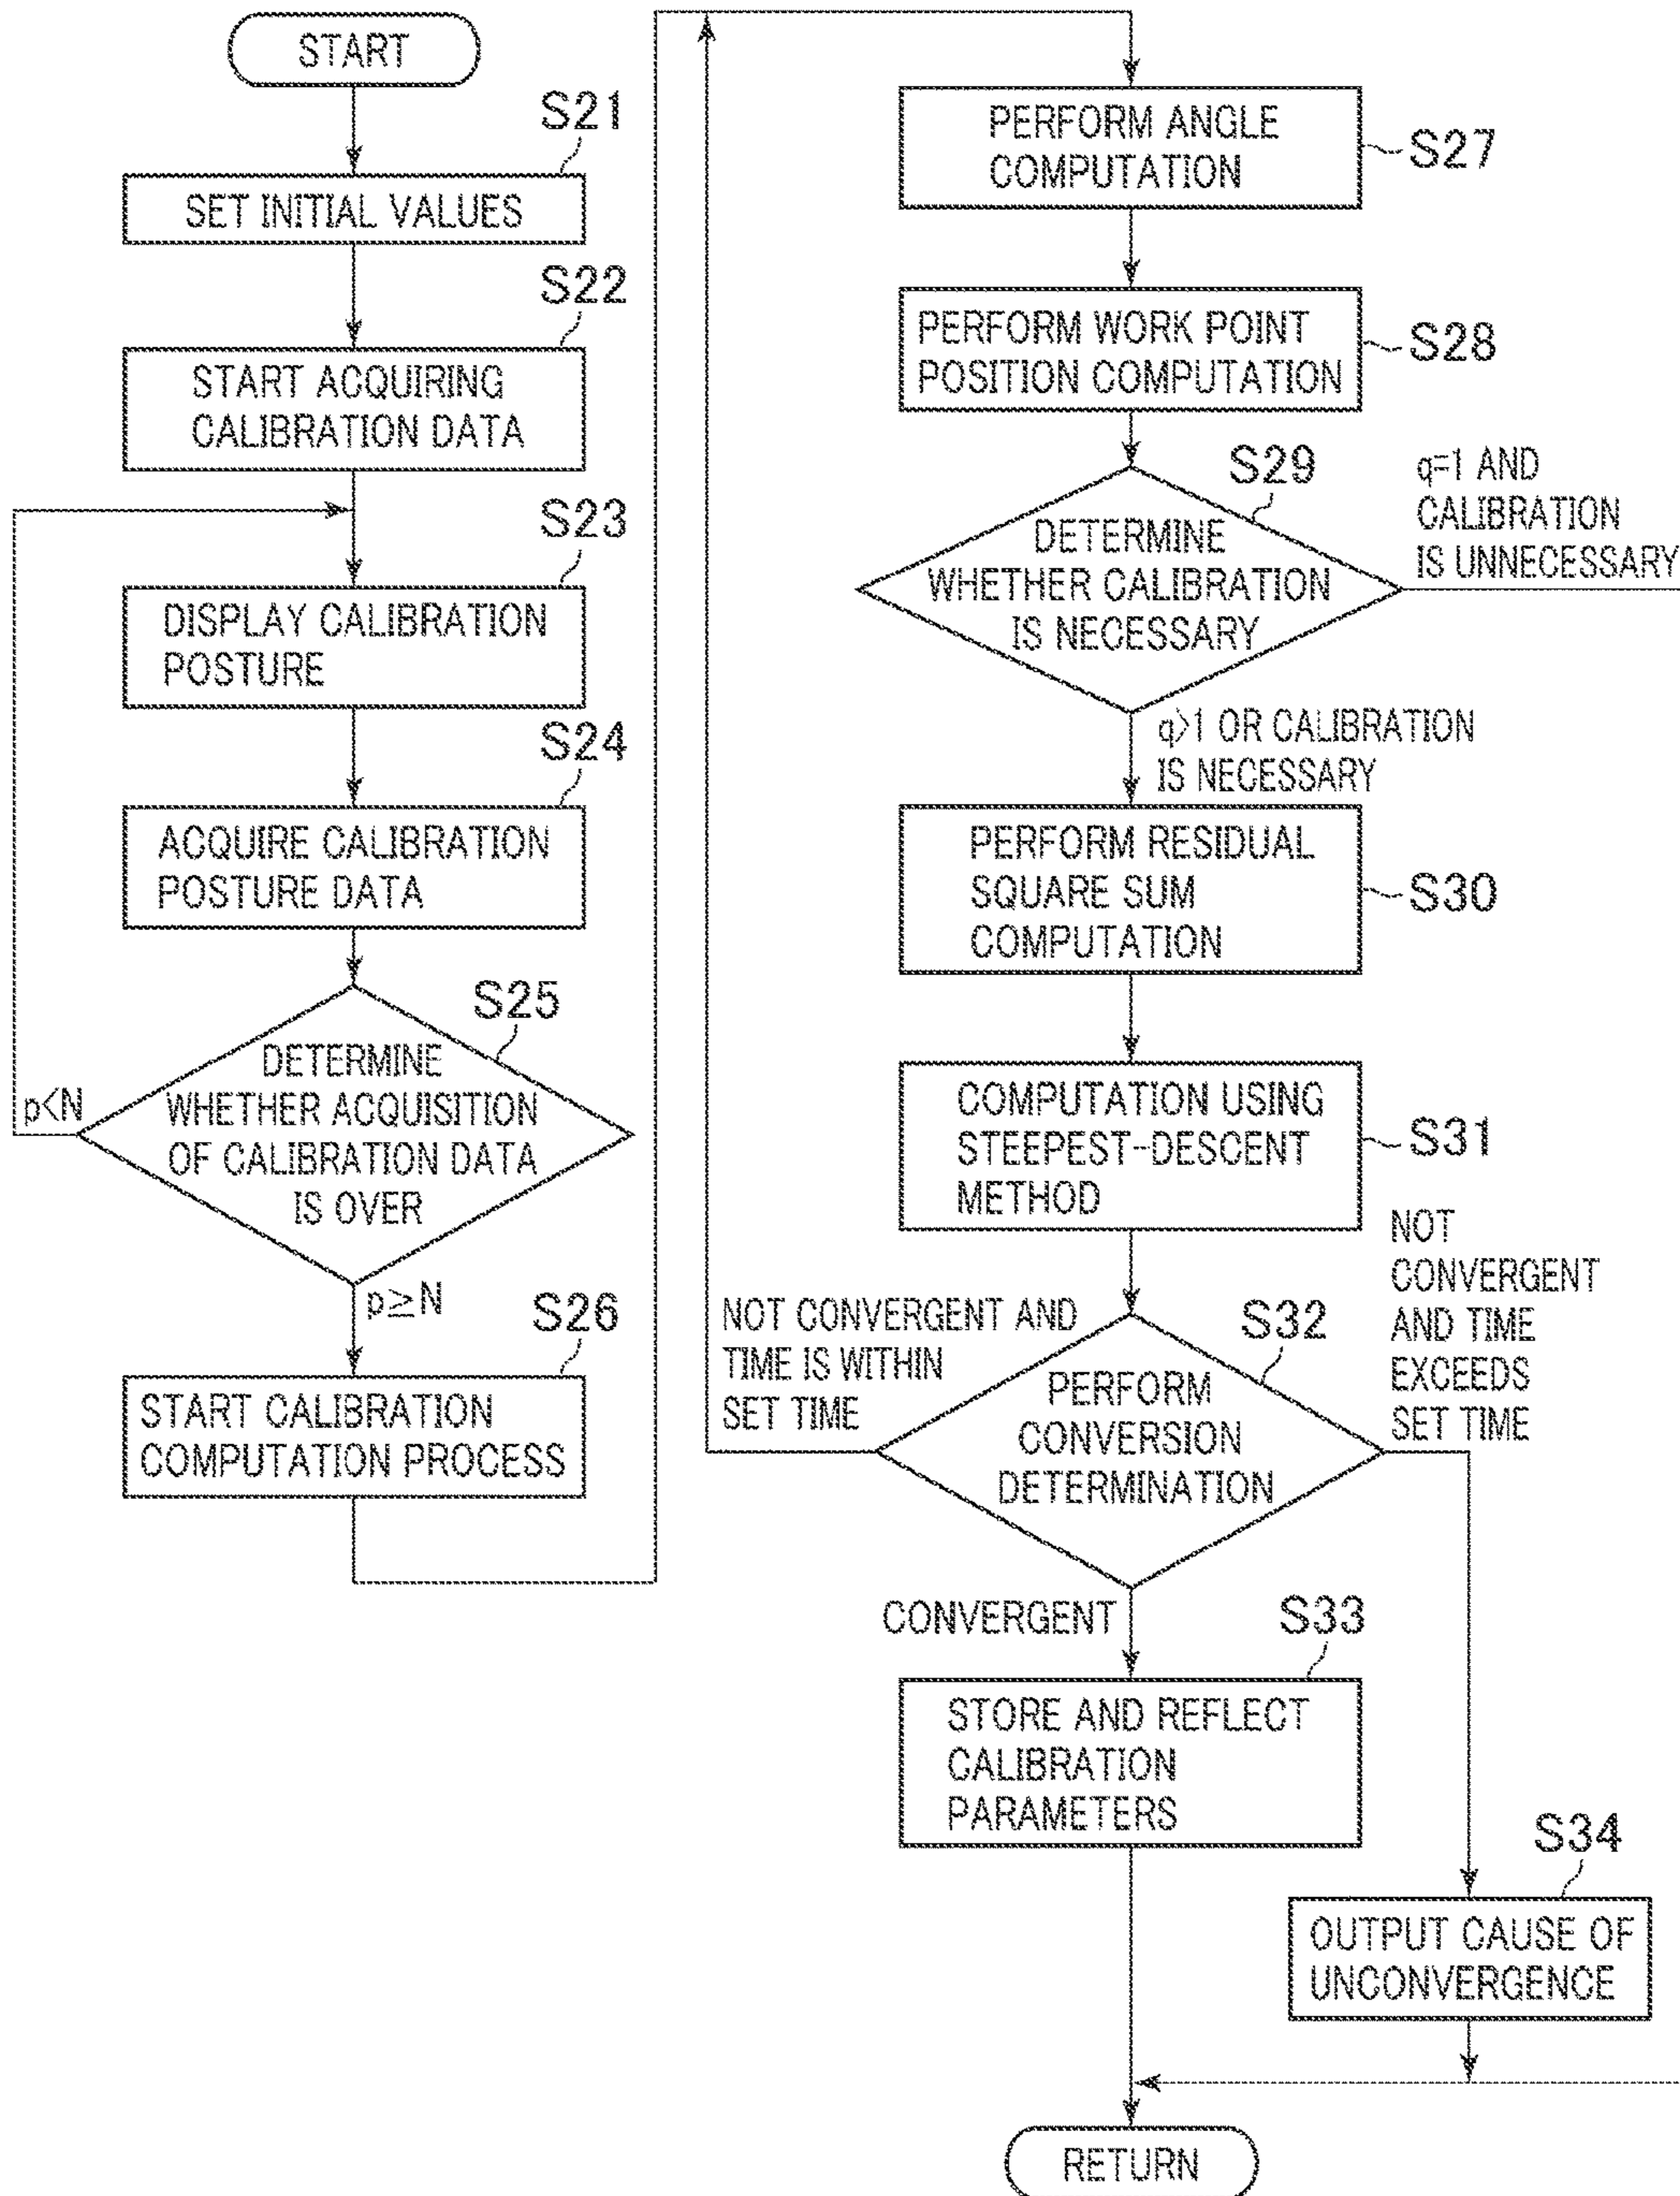 START
S21
SET INITIAL VALUES
S22
START ACQUIRING
CALIBRATION DATA
S23
DISPLAY CALIBRATION
POSTURE
S24
ACQUIRE CALIBRATION
POSTURE DATA
S25
DETERMINE
WHETHER ACQUISITION
OF CALIBRATION DATA
IS OVER
p<N
p≥N
S26
START CALIBRATION
COMPUTATION PROCESS
PERFORM ANGLE
COMPUTATION
S27
PERFORM WORK POINT
POSITION COMPUTATION
S28
S29
DETERMINE
WHETHER CALIBRATION
IS NECESSARY
q=1 AND
CALIBRATION
IS UNNECESSARY
q>1 OR CALIBRATION
IS NECESSARY
PERFORM RESIDUAL
SQUARE SUM
COMPUTATION
S30
COMPUTATION USING
STEEPEST-DESCENT
METHOD
S31
NOT CONVERGENT AND
TIME IS WITHIN
SET TIME
S32
PERFORM
CONVERSION
DETERMINATION
NOT
CONVERGENT
AND TIME
EXCEEDS
SET TIME
CONVERGENT
S33
STORE AND REFLECT
CALIBRATION
PARAMETERS
S34
OUTPUT CAUSE OF
UNCONVERGENCE
RETURN